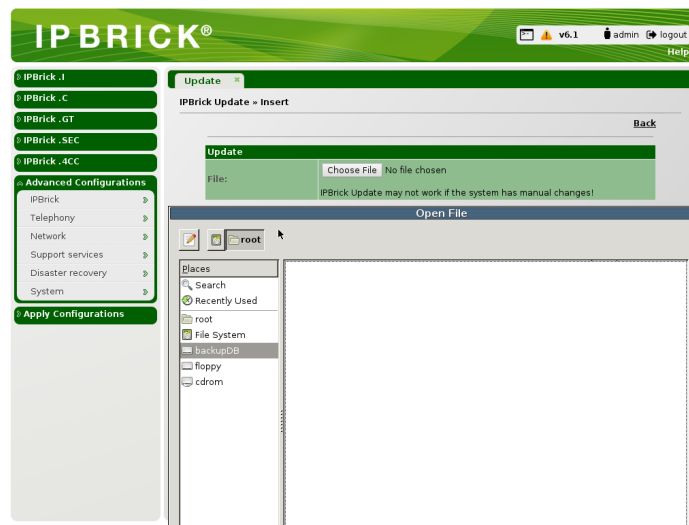 IPBRICK®
v6.1 admin logout
Help
IPBrick .I
IPBrick .C
IPBrick .GT
IPBrick .SEC
IPBrick .4CC
Advanced Configurations
IPBrick
Telephony
Network
Support services
Disaster recovery
System
Apply Configurations
Update
IPBrick Update » Insert
Back
Update
File:
Choose File No file chosen
IPBrick Update may not work if the system has manual changes!
Open File
root
Places
Search
Recently Used
root
File System
backupDB
floppy
cdrom